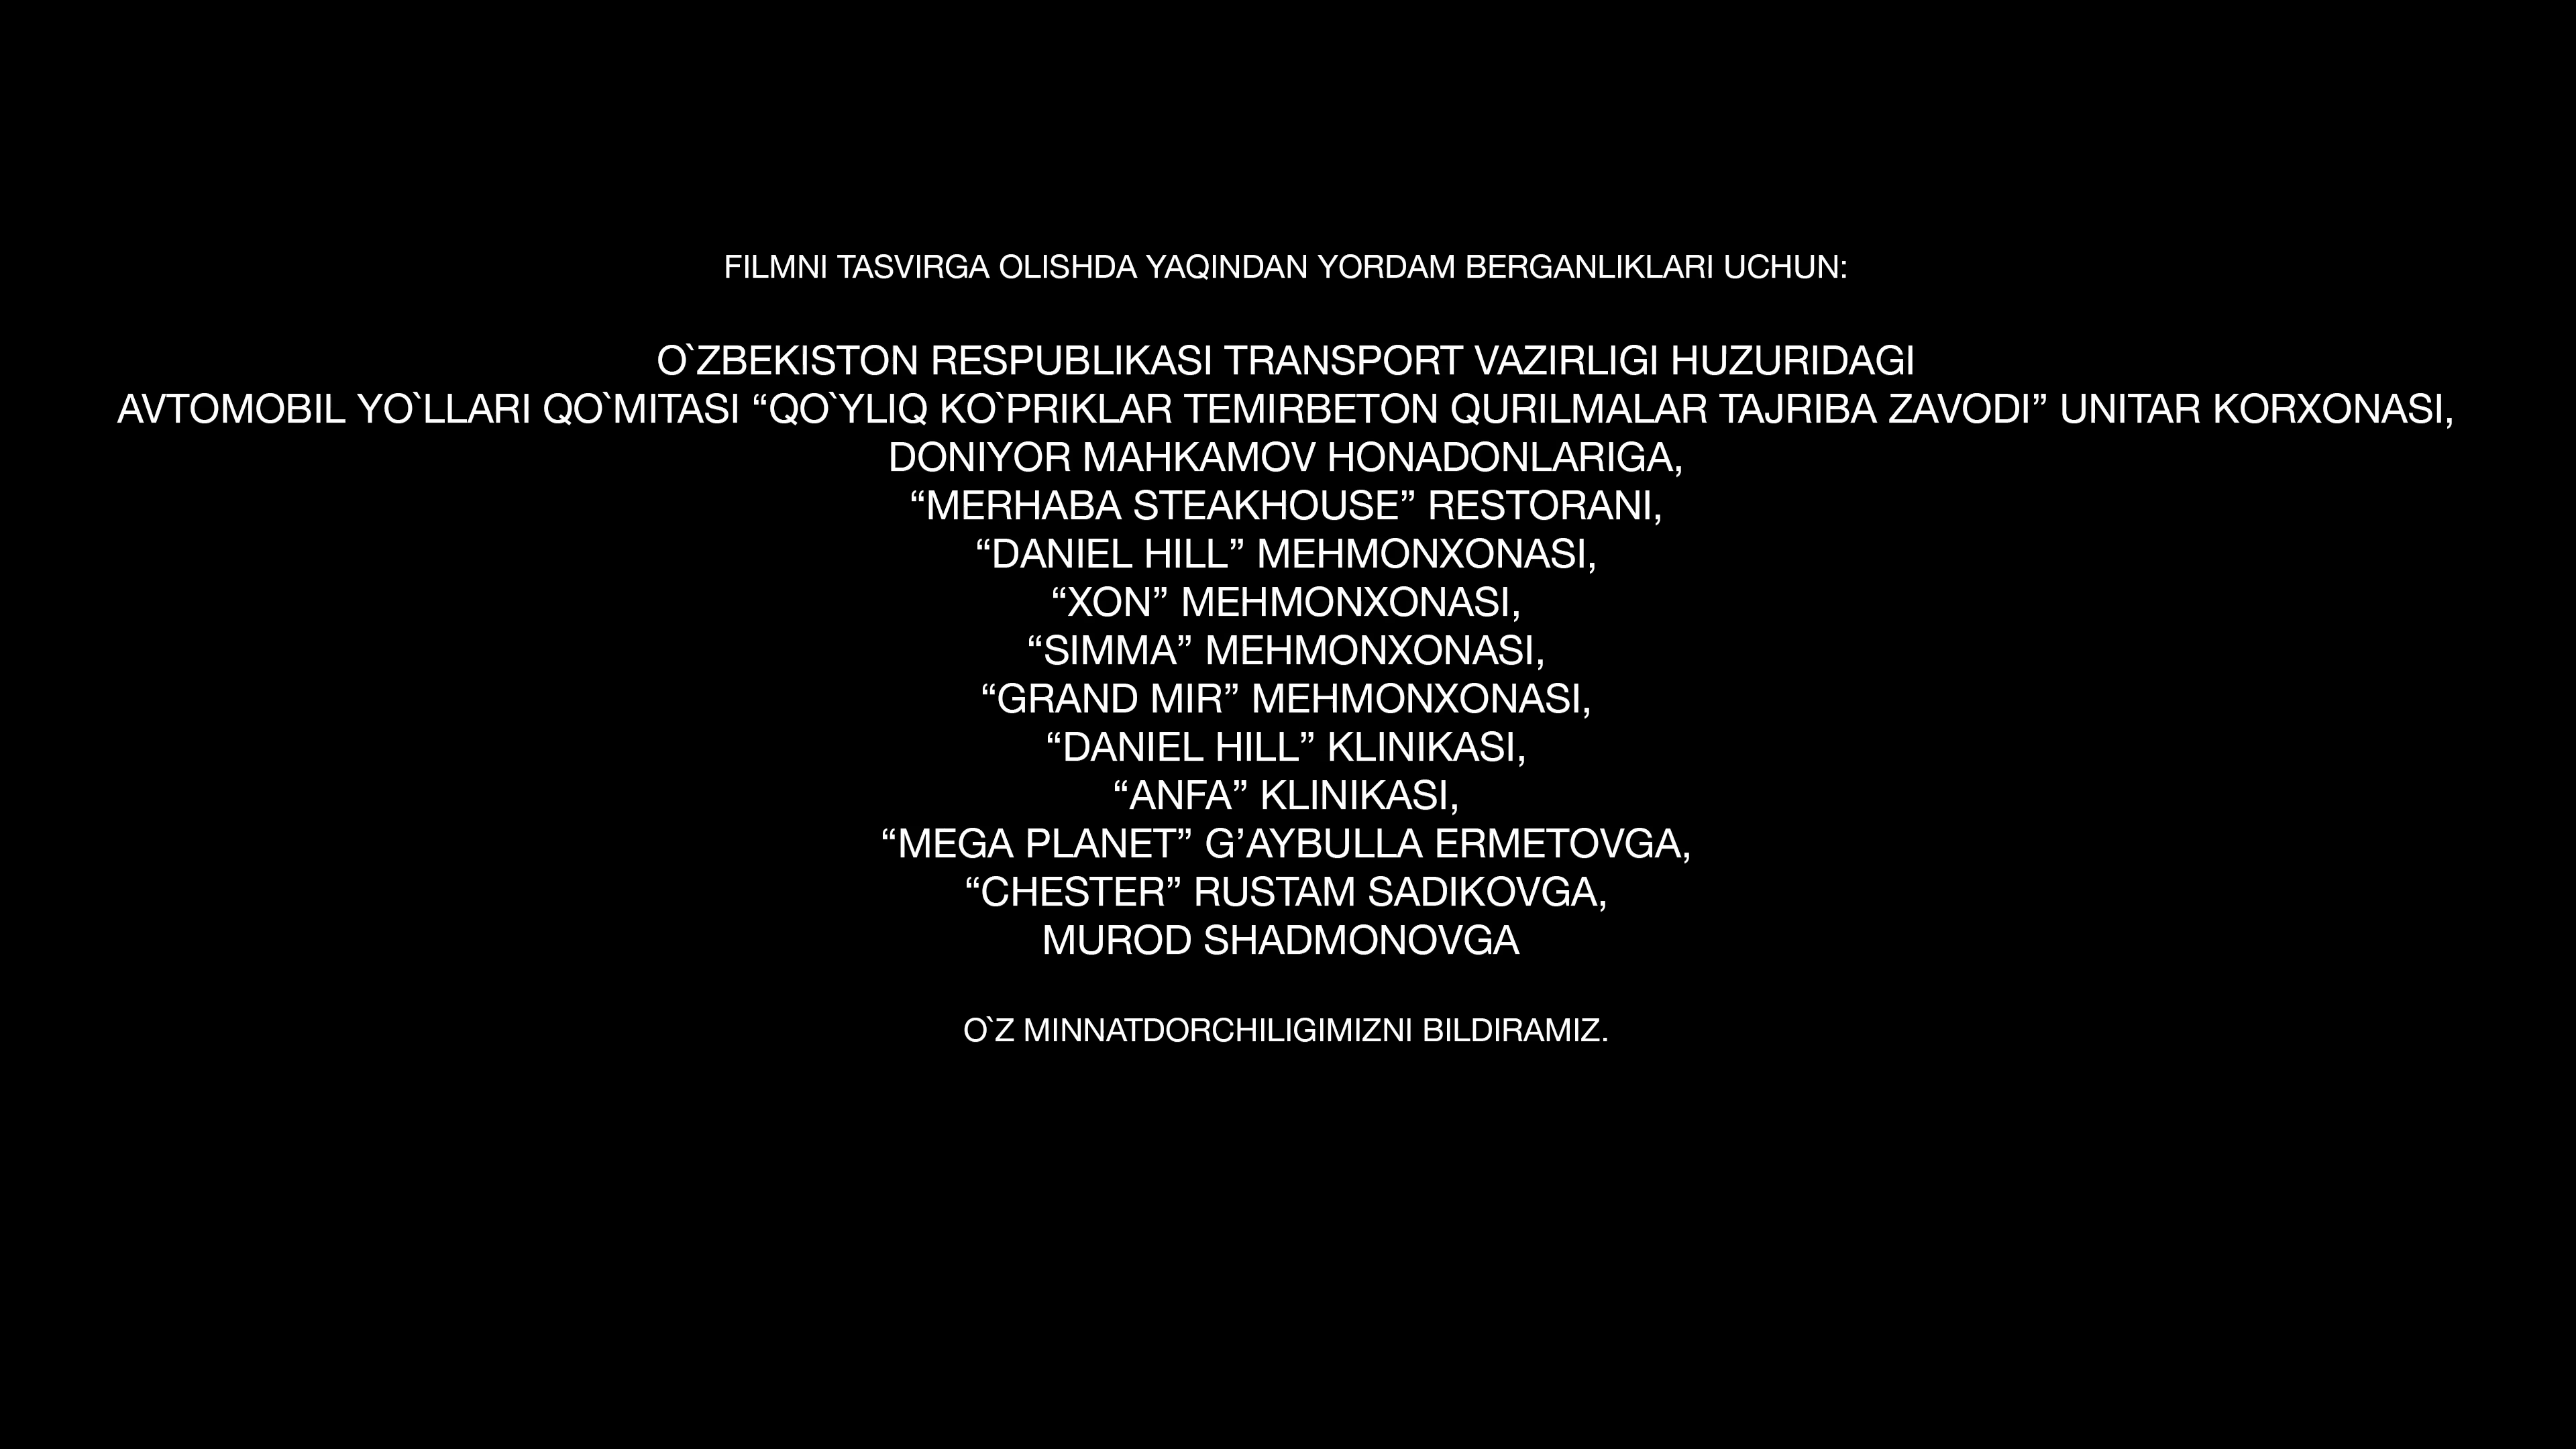 FILMNI TASVIRGA OLISHDA YAQINDAN YORDAM BERGANLIKLARI UCHUN:
O`ZBEKISTON RESPUBLIKASI TRANSPORT VAZIRLIGI HUZURIDAGI
AVTOMOBIL YO`LLARI QO`MITASI “QO`YLIQ KO`PRIKLAR TEMIRBETON QURILMALAR TAJRIBA ZAVODI” UNITAR KORXONASI,
DONIYOR MAHKAMOV HONADONLARIGA,
“MERHABA STEAKHOUSE” RESTORANI,
“DANIEL HILL” MEHMONXONASI,
“XON” MEHMONXONASI,
“SIMMA” MEHMONXONASI,
“GRAND MIR” MEHMONXONASI,
“DANIEL HILL” KLINIKASI,
“ANFA” KLINIKASI,
“MEGA PLANET” G’AYBULLA ERMETOVGA,
“CHESTER” RUSTAM SADIKOVGA,
MUROD SHADMONOVGA
O`Z MINNATDORCHILIGIMIZNI BILDIRAMIZ.